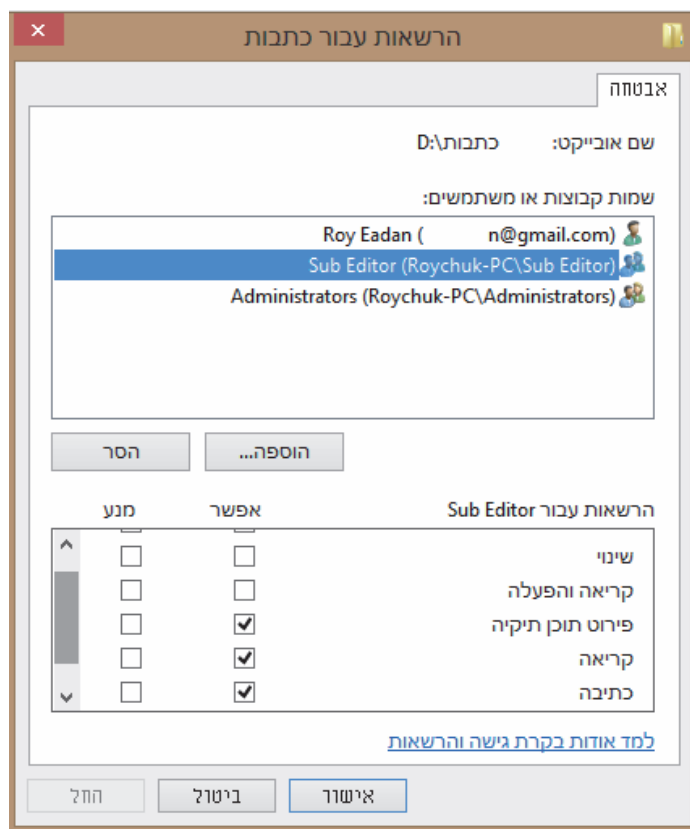 הרשאות עבור כתבות
אבטחה
שם אובייקט: D:\כתבות
שמות קבוצות או משתמשים:
Roy Eadan ( n@gmail.com)
Sub Editor (Roychuk-PC\Sub Editor)
Administrators (Roychuk-PC\Administrators)
הוספה... הסר
הרשאות עבור Sub Editor אפשר מנע
שינוי
קריאה והפעלה
פירוט תוכן תיקיה
קריאה
כתיבה
למד אודות בקרת גישה והרשאות
אישור ביטול החל